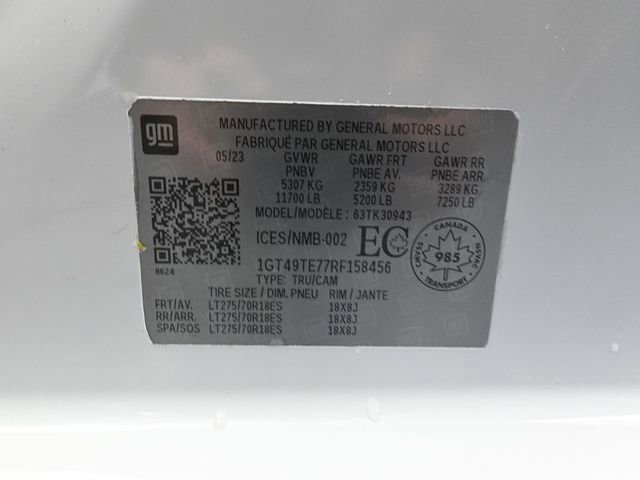 gm
MANUFACTURED BY GENERAL MOTORS LLC
FABRIQUÉ PAR GENERAL MOTORS LLC
05/23 GVWR GAWR FRT GAWR RR
PNBV PNBE AV. PNBE ARR.
5307 KG 2359 KG 3289 KG
11700 LB 5200 LB 7250 LB
MODEL/MODÈLE: 63TK30943
ICES/NMB-002 EC
CANADA
CMVSS 985 NSVAC
TRANSPORT
1GT49TE77RF158456
8624
TYPE: TRU/CAM
TIRE SIZE / DIM. PNEU RIM / JANTE
FRT/AV. LT275/70R18ES 18X8J
RR/ARR. LT275/70R18ES 18X8J
SPA/SOS LT275/70R18ES 18X8J